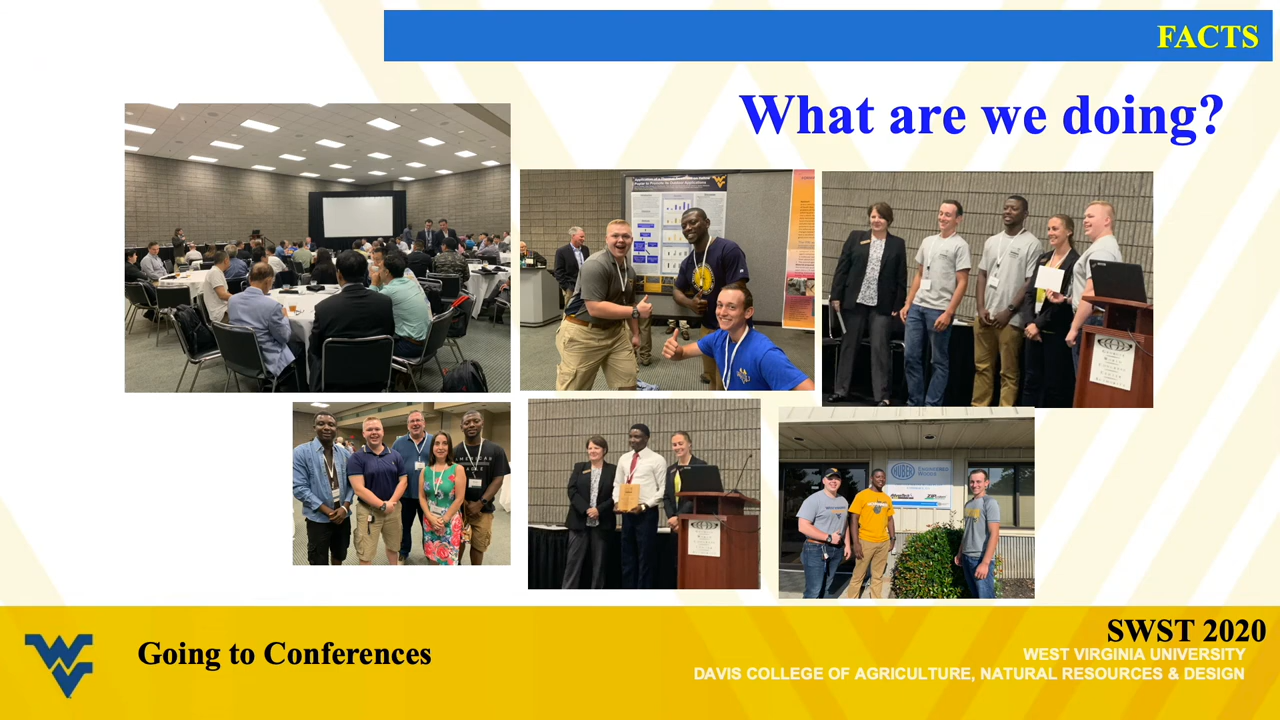 FACTS
What are we doing?
HUBER
Going to Conferences
SWST 2020
WEST VIRGINIA UNIVERSITY
DAVIS COLLEGE OF AGRICULTURE, NATURAL RESOURCES & DESIGN